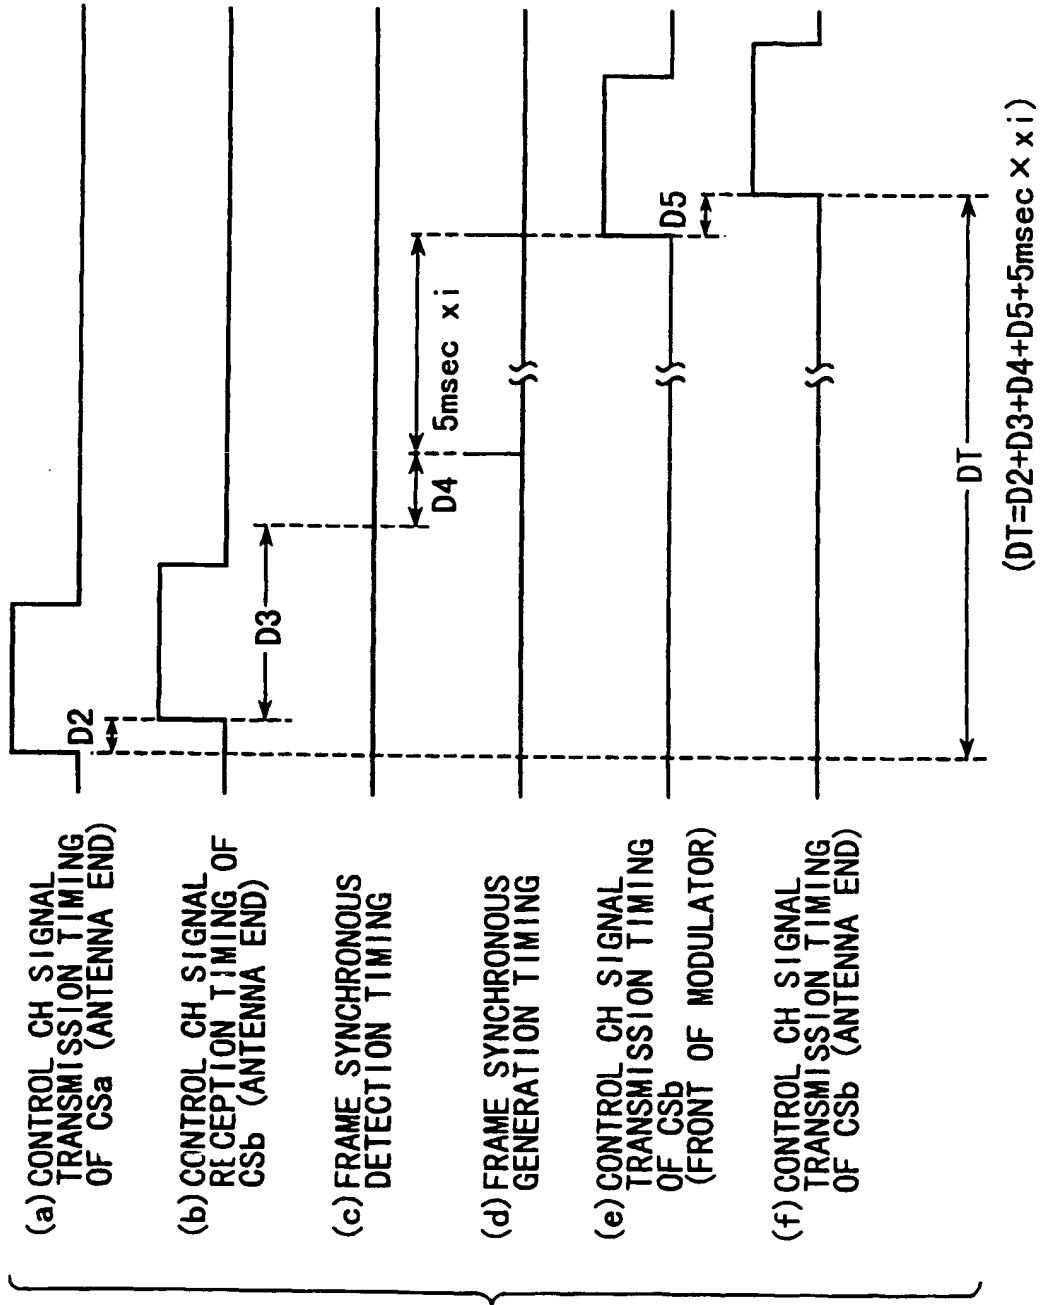 (a) CONTROL CH SIGNAL
TRANSMISSION TIMING
OF CSa (ANTENNA END)
D2
(b) CONTROL CH SIGNAL
RECEPTION TIMING OF
CSb (ANTENNA END)
D3
(c) FRAME SYNCHRONOUS
DETECTION TIMING
D4
5msec xi
(d) FRAME SYNCHRONOUS
GENERATION TIMING
(e) CONTROL CH SIGNAL
TRANSMISSION TIMING
OF CSb
(FRONT OF MODULATOR)
D5
(f) CONTROL CH SIGNAL
TRANSMISSION TIMING
OF CSb (ANTENNA END)
DT
(DT=D2+D3+D4+D5+5msec × xi)